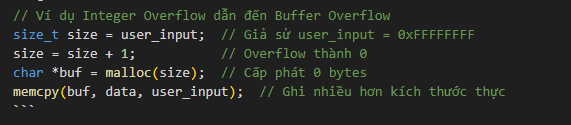 // Ví dụ Integer Overflow dẫn đến Buffer Overflow
size_t size = user_input;  // Giả sử user_input = 0xFFFFFFFF
size = size + 1;           // Overflow thành 0
char *buf = malloc(size);  // Cấp phát 0 bytes
memcpy(buf, data, user_input);  // Ghi nhiều hơn kích thước thực
```